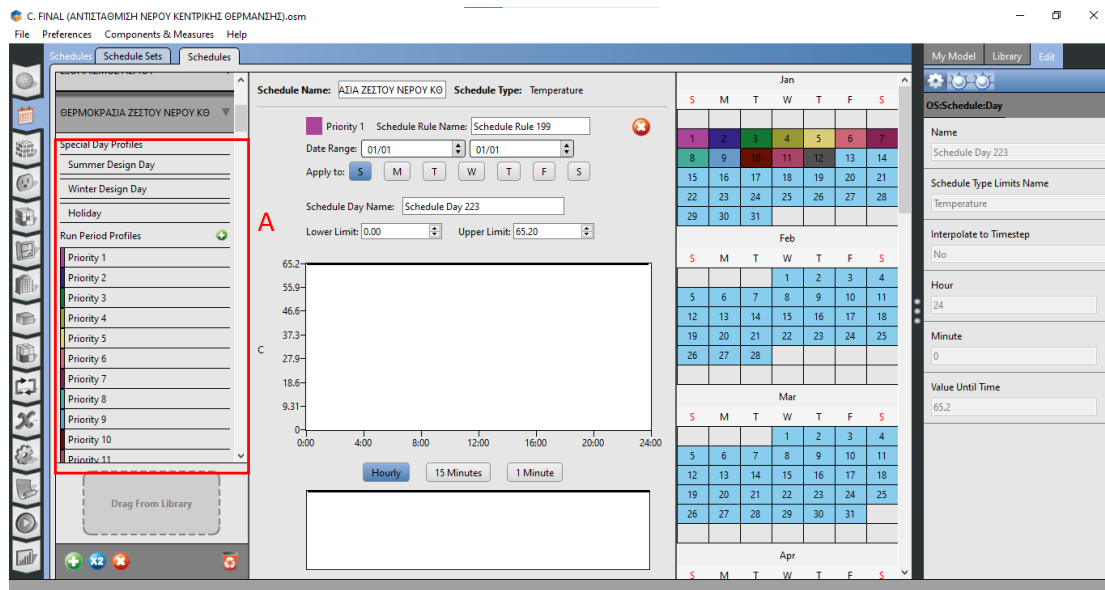 C. FINAL (ΑΝΤΙΣΤΑΘΜΙΣΗ ΝΕΡΟΥ ΚΕΝΤΡΙΚΗΣ ΘΕΡΜΑΝΣΗΣ).osm
File Preferences Components & Measures Help
Schedules Schedule Sets Schedules
My Model Library Edit
ΘΕΡΜΟΚΡΑΣΙΑ ΖΕΣΤΟΥ ΝΕΡΟΥ ΚΘ
Special Day Profiles
Summer Design Day
Winter Design Day
Holiday
Run Period Profiles
Priority 1
Priority 2
Priority 3
Priority 4
Priority 5
Priority 6
Priority 7
Priority 8
Priority 9
Priority 10
Priority 11
Drag From Library
X2
A
Schedule Name: ΑΣΙΑ ΖΕΣΤΟΥ ΝΕΡΟΥ ΚΘ Schedule Type: Temperature
Priority 1 Schedule Rule Name: Schedule Rule 199
Date Range: 01/01 01/01
Apply to: S M T W T F S
Schedule Day Name: Schedule Day 223
Lower Limit: 0.00 Upper Limit: 65.20
65.2
55.9
46.6
37.3
C
27.9
18.6
9.31
0
0:00 4:00 8:00 12:00 16:00 20:00 24:00
Hourly 15 Minutes 1 Minute
Jan
S M T W T F S
1 2 3 4 5 6 7
8 9 10 11 12 13 14
15 16 17 18 19 20 21
22 23 24 25 26 27 28
29 30 31
Feb
S M T W T F S
1 2 3 4
5 6 7 8 9 10 11
12 13 14 15 16 17 18
19 20 21 22 23 24 25
26 27 28
Mar
S M T W T F S
1 2 3 4
5 6 7 8 9 10 11
12 13 14 15 16 17 18
19 20 21 22 23 24 25
26 27 28 29 30 31
Apr
S M T W T F S
OS:Schedule:Day
Name
Schedule Day 223
Schedule Type Limits Name
Temperature
Interpolate to Timestep
No
Hour
24
Minute
0
Value Until Time
65.2